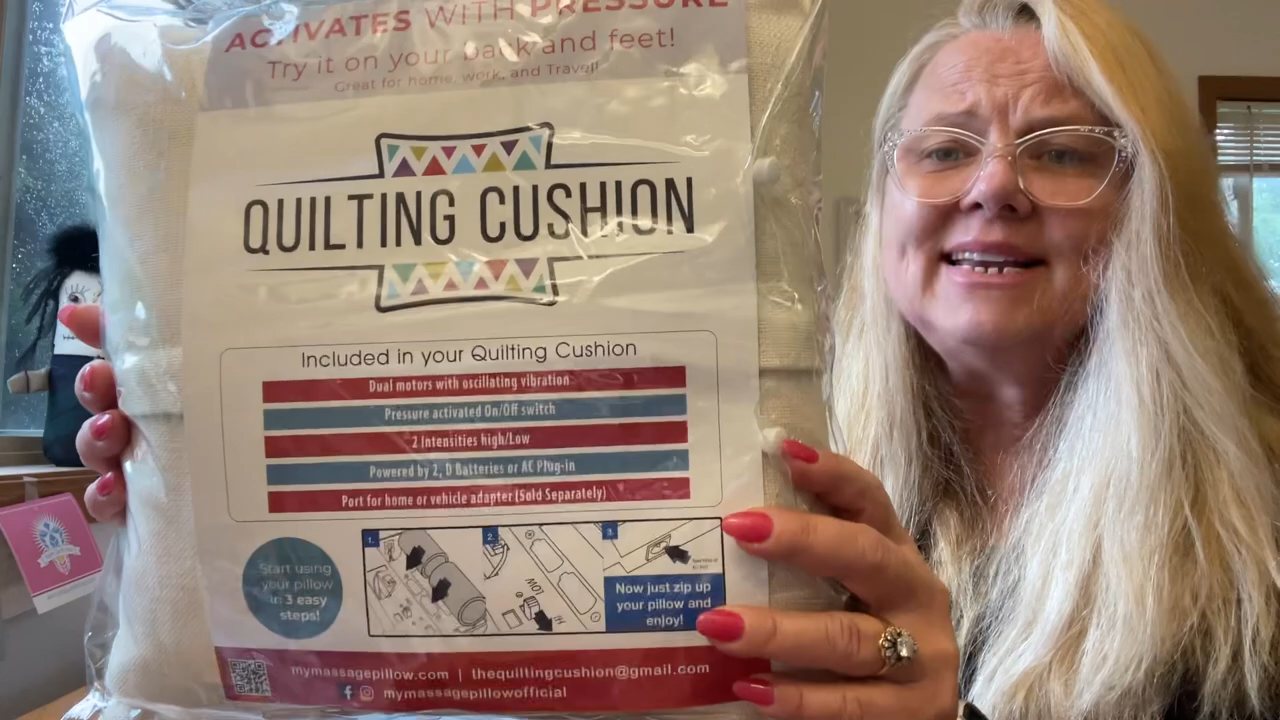 ACTIVATES WITH PRESSURE
Try it on your back and feet!
Great for home, work, and Travel!
QUILTING CUSHION
Included in your Quilting Cushion
Dual motors with oscillating vibration
Pressure activated On/Off switch
2 Intensities high/Low
Powered by 2, D Batteries or AC Plug-in
Port for home or vehicle adapter (Sold Separately)
Start using
your pillow
in 3 easy
steps!
1.
2.
LOW
HI
3.
Now just zip up
your pillow and
enjoy!
mymassagepillow.com | thequiltingcushion@gmail.com
mymassagepillowofficial